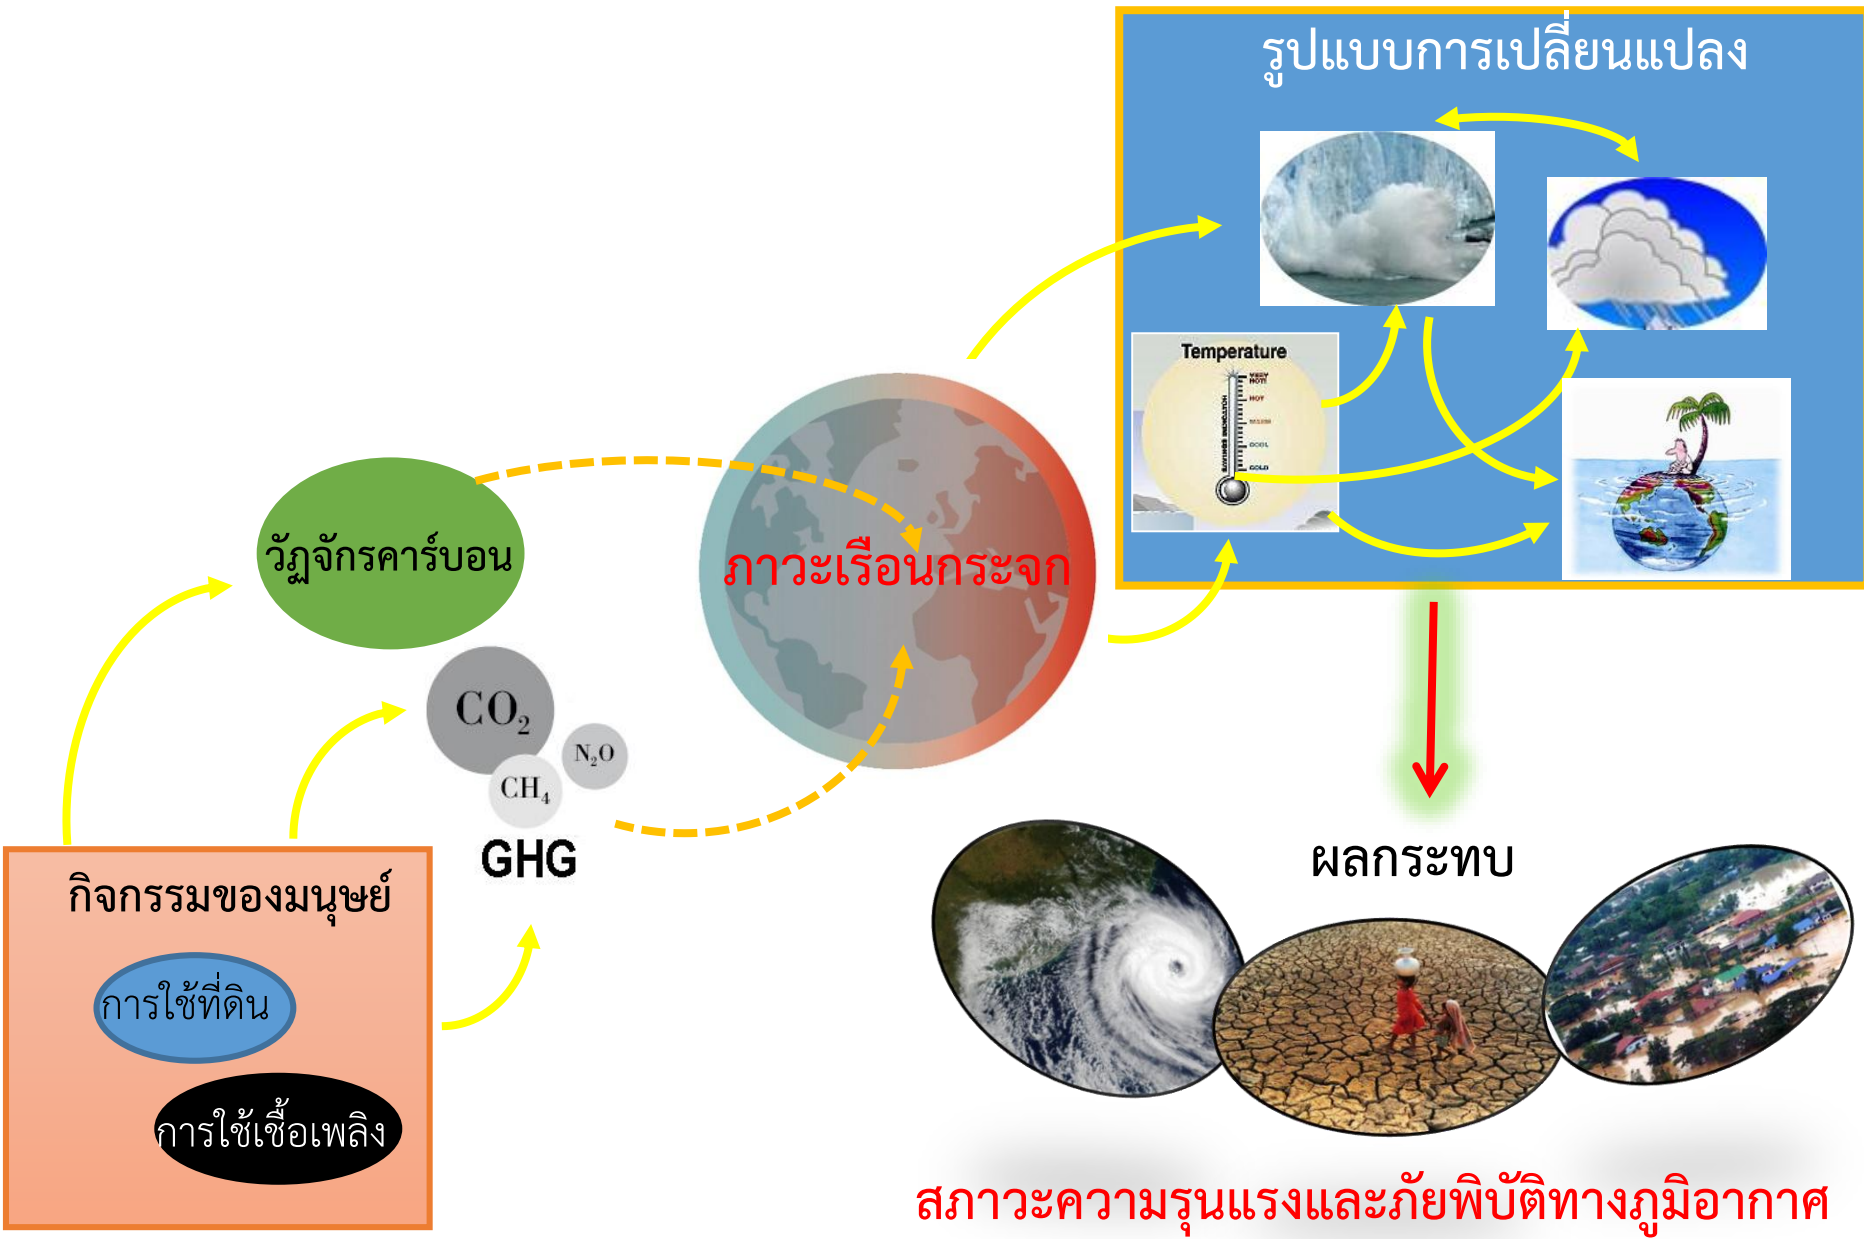 รูปแบบการเปลี่ยนแปลง
Temperature
HOT
COOL
วัฏจักรคาร์บอน
ภาวะเรือนกระจก
CO₂
N₂O
CH₄
GHG
กิจกรรมของมนุษย์
การใช้ที่ดิน
การใช้เชื้อเพลิง
ผลกระทบ
สภาวะความรุนแรงและภัยพิบัติทางภูมิอากาศ